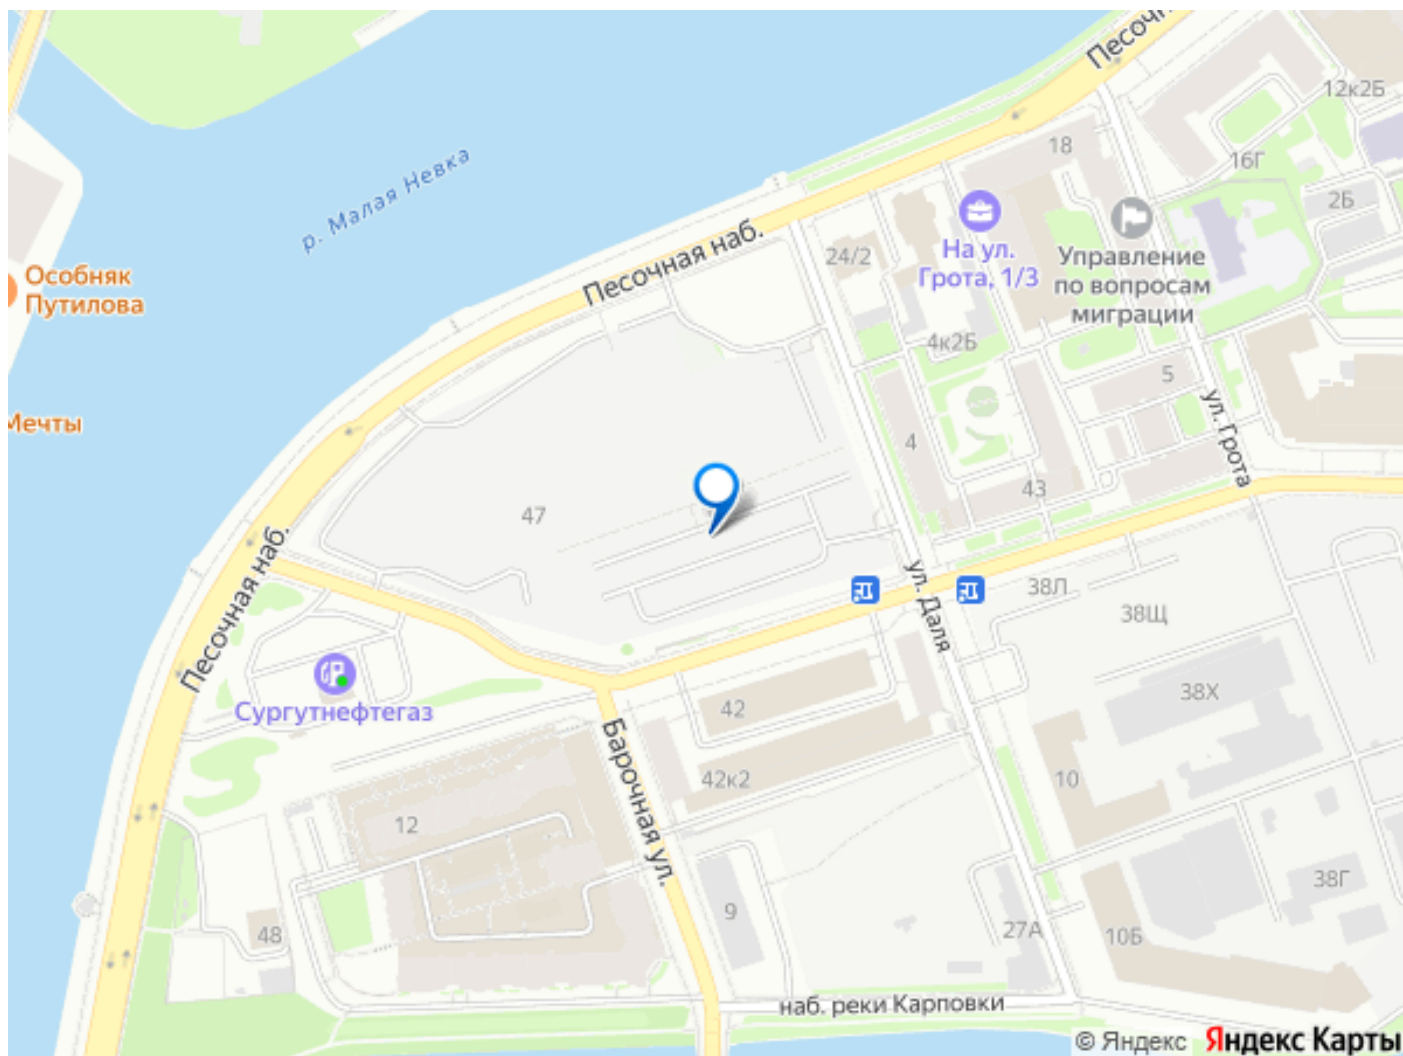 Песочн
12к2Б
18
16Г
2Б
р. Малая Невка
Песочная наб.
24/2
На ул.
Грота, 1/3
Управление
по вопросам
миграции
Особняк
Путилова
4к2Б
5
ул. Грота
Мечты
4
43
47
Песочная наб.
ул. Даля
38Л
38Щ
Сургутнефтегаз
42
38Х
Барочная ул.
42к2
10
12
38Г
9
48
27А
10Б
наб. реки Карповки
© Яндекс Яндекс Карты